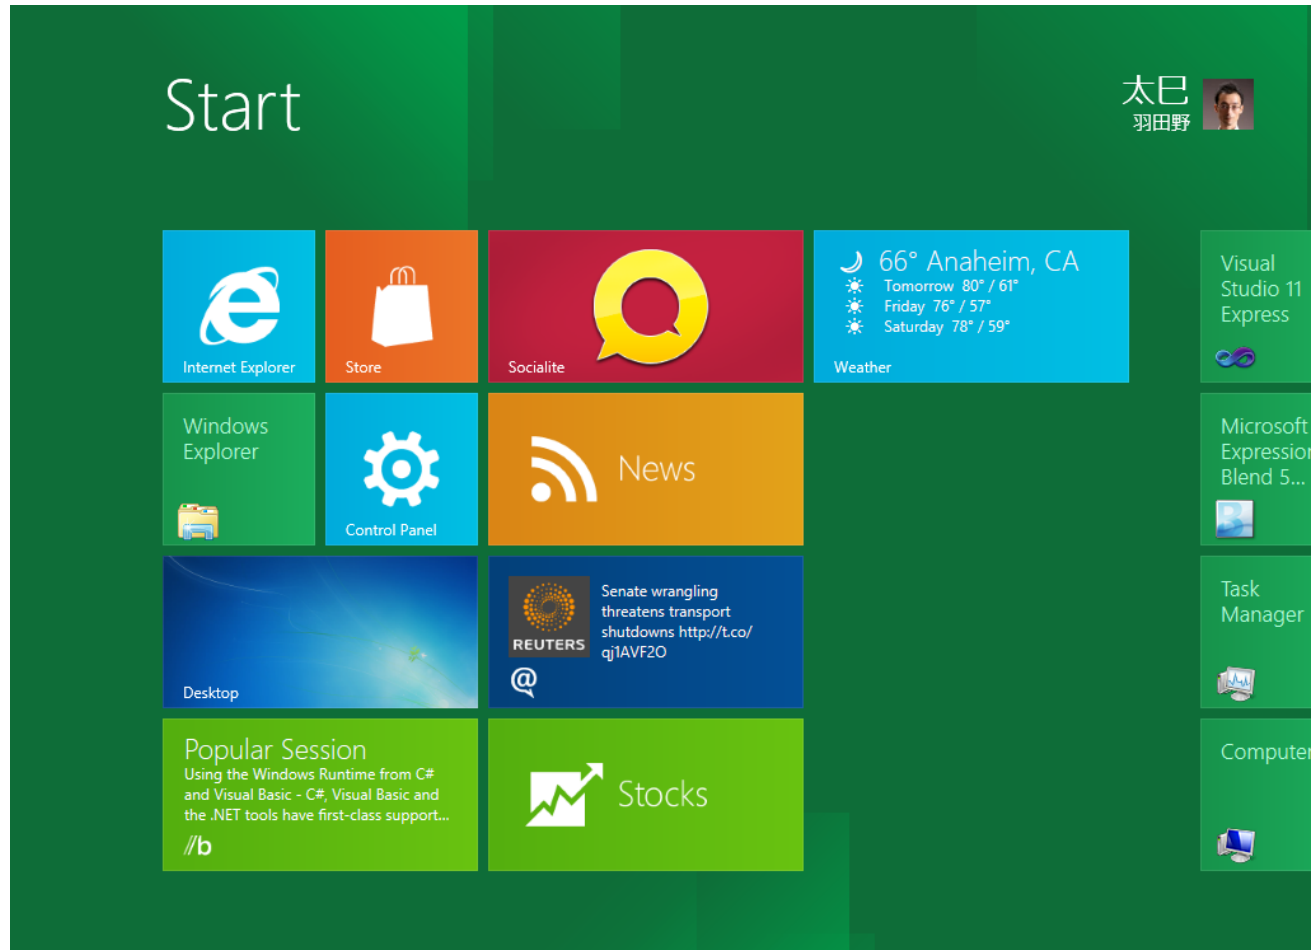 Start
太巳
羽田野
Internet Explorer
Store
Socialite
66° Anaheim, CA
Tomorrow 80° / 61°
Friday 76° / 57°
Saturday 78° / 59°
Weather
Visual
Studio 11
Express
Windows
Explorer
Control Panel
News
Microsoft
Expression
Blend 5...
Desktop
REUTERS
Senate wrangling
threatens transport
shutdowns http://t.co/
qj1AVF2O
@
Task
Manager
Popular Session
Using the Windows Runtime from C#
and Visual Basic - C#, Visual Basic and
the .NET tools have first-class support...
//b
Stocks
Computer